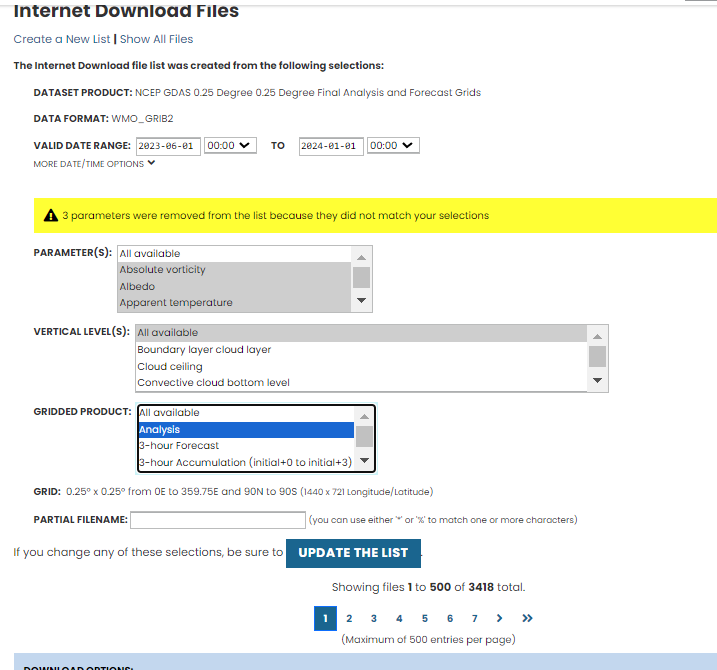 Internet Download Files
Create a New List | Show All Files
The Internet Download file list was created from the following selections:
DATASET PRODUCT: NCEP GDAS 0.25 Degree 0.25 Degree Final Analysis and Forecast Grids
DATA FORMAT: WMO_GRIB2
VALID DATE RANGE: 2023-06-01 00:00 TO 2024-01-01 00:00
MORE DATE/TIME OPTIONS
3 parameters were removed from the list because they did not match your selections
PARAMETER(S): All available
Absolute vorticity
Albedo
Apparent temperature
VERTICAL LEVEL(S): All available
Boundary layer cloud layer
Cloud ceiling
Convective cloud bottom level
GRIDDED PRODUCT: All available
Analysis
3-hour Forecast
3-hour Accumulation (initial+0 to initial+3)
GRID: 0.25° x 0.25° from 0E to 359.75E and 90N to 90S (1440 x 721 Longitude/Latitude)
PARTIAL FILENAME: (you can use either '*' or '%' to match one or more characters)
If you change any of these selections, be sure to UPDATE THE LIST .
Showing files 1 to 500 of 3418 total.
1 2 3 4 5 6 7 > >>
(Maximum of 500 entries per page)
DOWNLOAD OPTIONS: